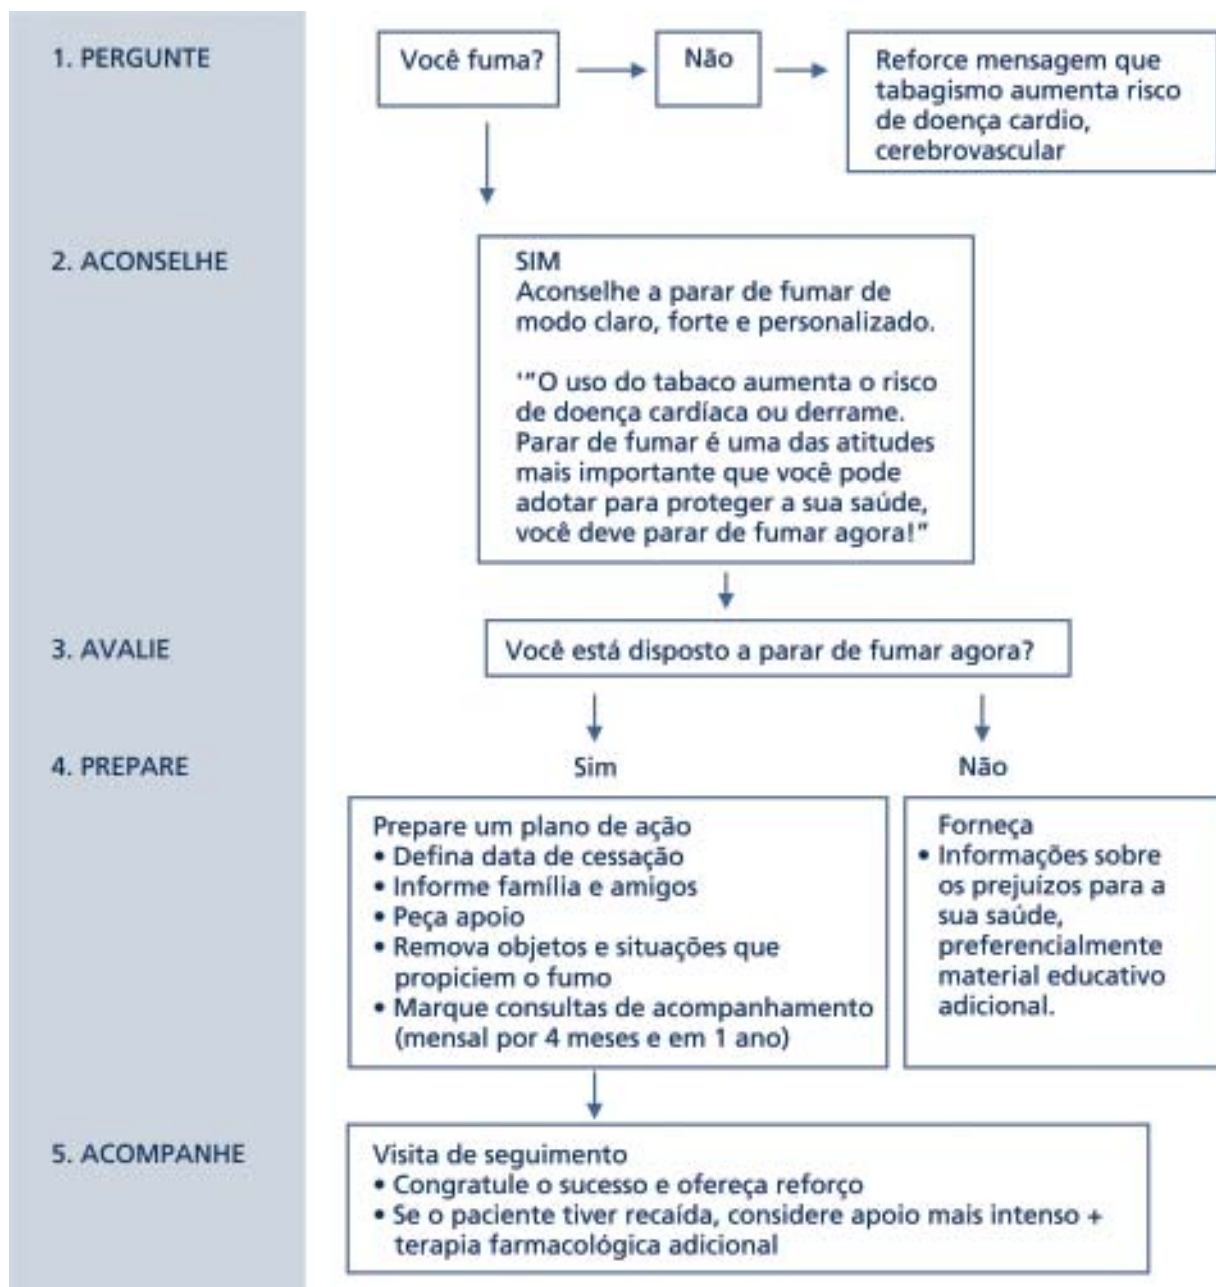 1. PERGUNTE
Você fuma?
Não
Reforce mensagem que
tabagismo aumenta risco
de doença cardio,
cerebrovascular
2. ACONSELHE
SIM
Aconselhe a parar de fumar de
modo claro, forte e personalizado.
'"O uso do tabaco aumenta o risco
de doença cardíaca ou derrame.
Parar de fumar é uma das atitudes
mais importante que você pode
adotar para proteger a sua saúde,
você deve parar de fumar agora!"
3. AVALIE
Você está disposto a parar de fumar agora?
4. PREPARE
Sim
Não
Prepare um plano de ação
• Defina data de cessação
• Informe família e amigos
• Peça apoio
• Remova objetos e situações que
propiciem o fumo
• Marque consultas de acompanhamento
(mensal por 4 meses e em 1 ano)
Forneça
• Informações sobre
os prejuízos para a
sua saúde,
preferencialmente
material educativo
adicional.
5. ACOMPANHE
Visita de seguimento
• Congratule o sucesso e ofereça reforço
• Se o paciente tiver recaída, considere apoio mais intenso +
terapia farmacológica adicional